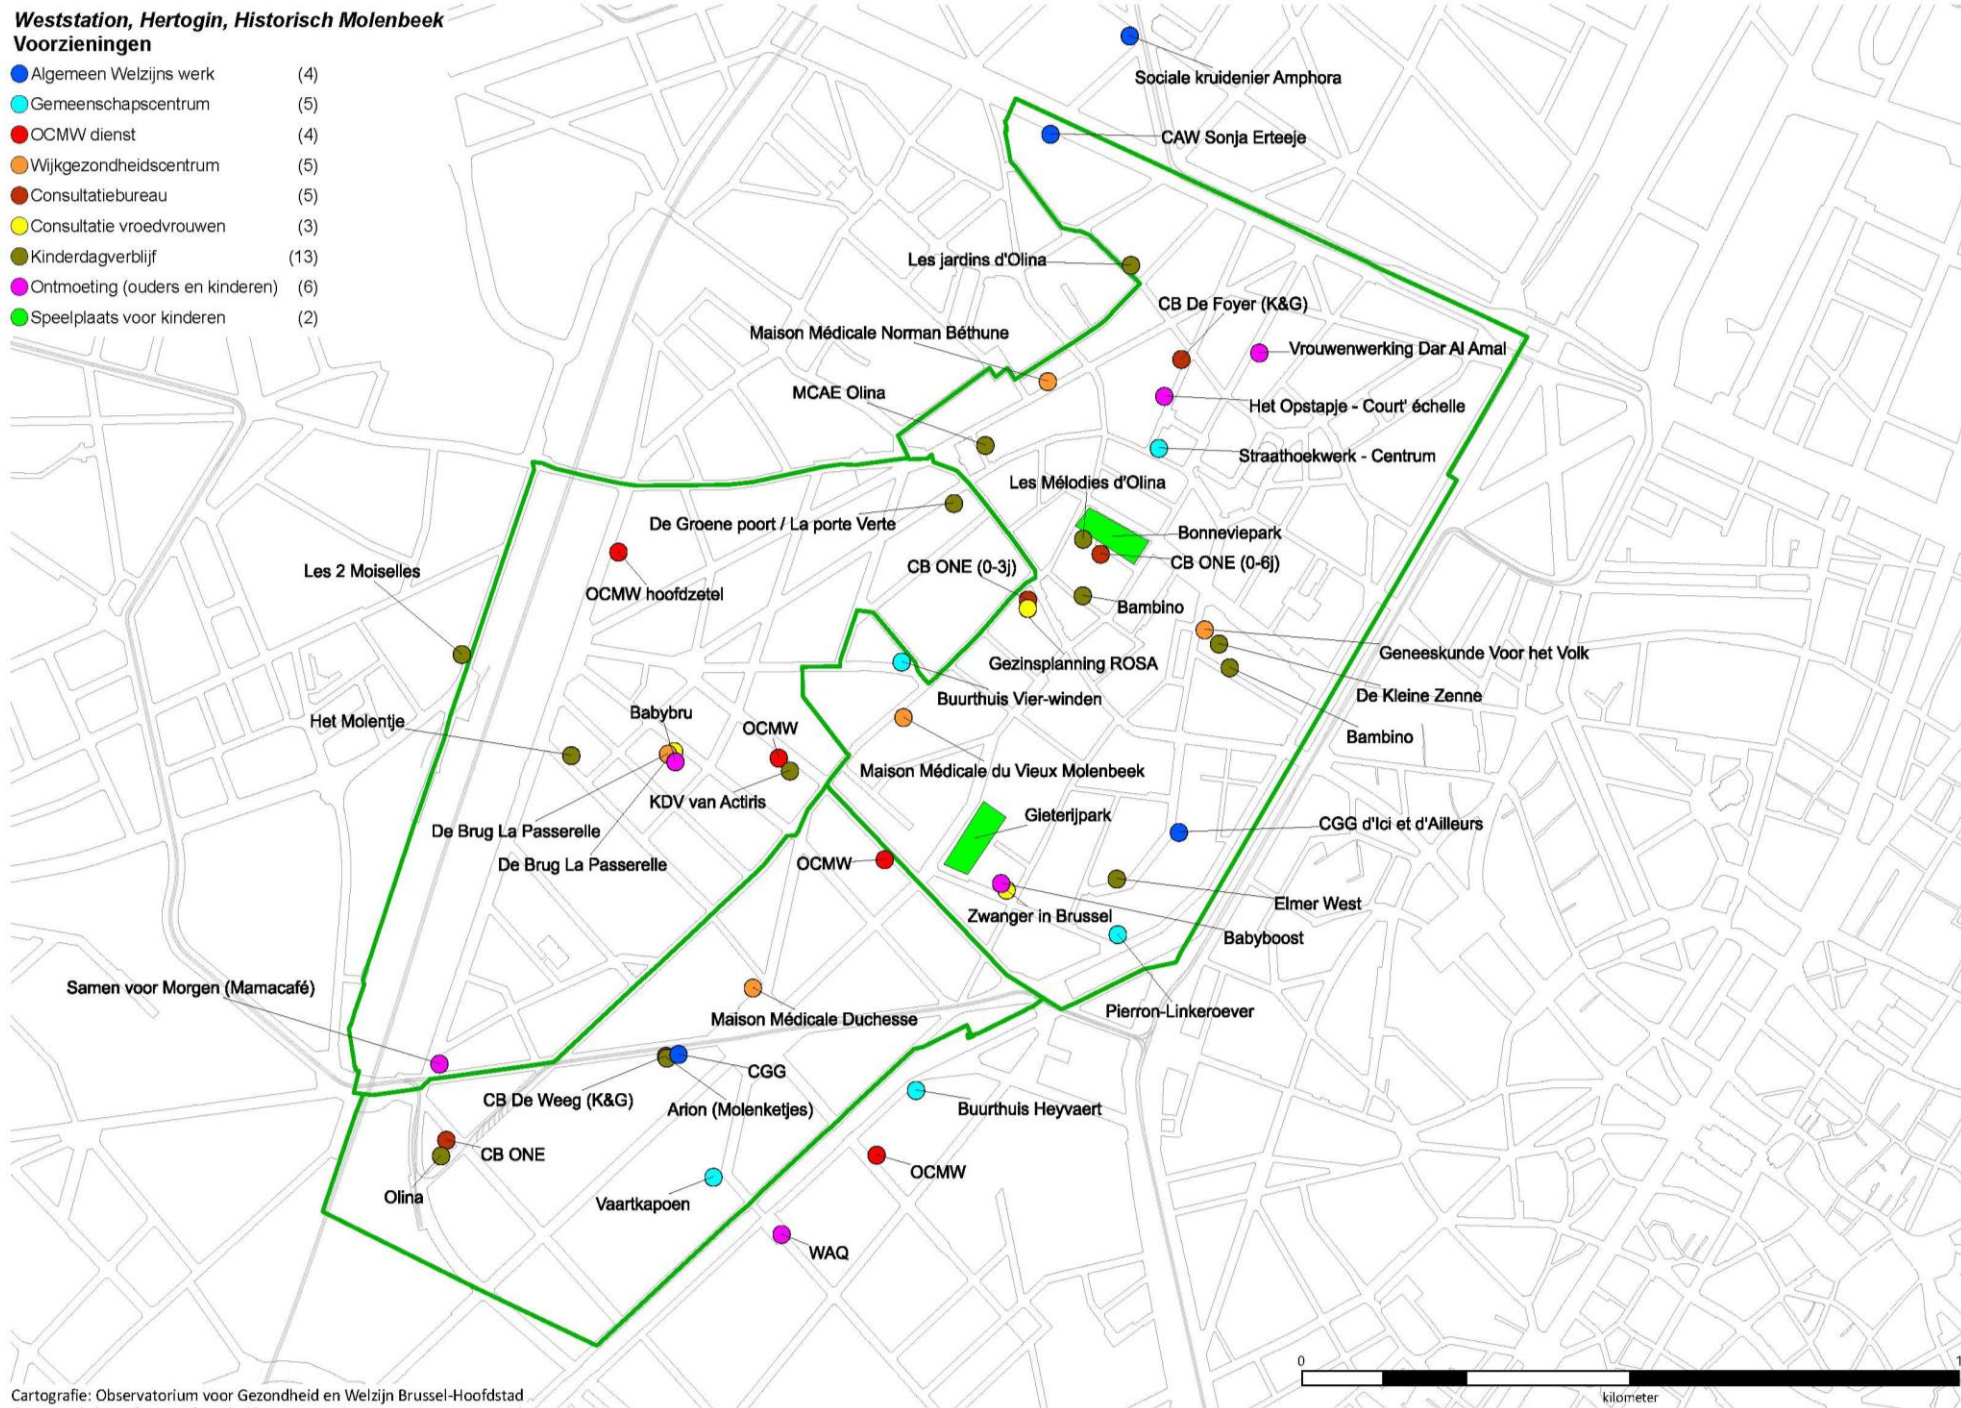 Weststation, Hertogin, Historisch Molenbeek
Voorzieningen
Algemeen Welzijns werk (4)
Gemeenschapscentrum (5)
OCMW dienst (4)
Wijkgezondheidscentrum (5)
Consultatiebureau (5)
Consultatie vroedvrouwen (3)
Kinderdagverblijf (13)
Ontmoeting (ouders en kinderen) (6)
Speelplaats voor kinderen (2)
Sociale kruidenier Amphora
CAW Sonja Erteeje
Les jardins d'Olina
CB De Foyer (K&G)
Maison Médicale Norman Béthune
Vrouwenwerking Dar Al Amal
MCAE Olina
Het Opstapje - Court' échelle
Straathoekwerk - Centrum
Les Mélodies d'Olina
De Groene poort / La porte Verte
Bonneviepark
CB ONE (0-3j)
CB ONE (0-6j)
Les 2 Moiselles
OCMW hoofdzetel
Bambino
Geneeskunde Voor het Volk
Gezinsplanning ROSA
De Kleine Zenne
Buurthuis Vier-winden
Het Molentje
Babybru
OCMW
Bambino
Maison Médicale du Vieux Molenbeek
KDV van Actiris
Gieterijpark
CGG d'Ici et d'Ailleurs
De Brug La Passerelle
De Brug La Passerelle
OCMW
Elmer West
Zwanger in Brussel
Babyboost
Samen voor Morgen (Mamacafé)
Pierron-Linkeroever
Maison Médicale Duchesse
CGG
CB De Weeg (K&G)
Arion (Molenketjes)
Buurthuis Heyvaert
CB ONE
OCMW
Olina
Vaartkapoen
WAQ
0 1
kilometer
Cartografie: Observatorium voor Gezondheid en Welzijn Brussel-Hoofdstad